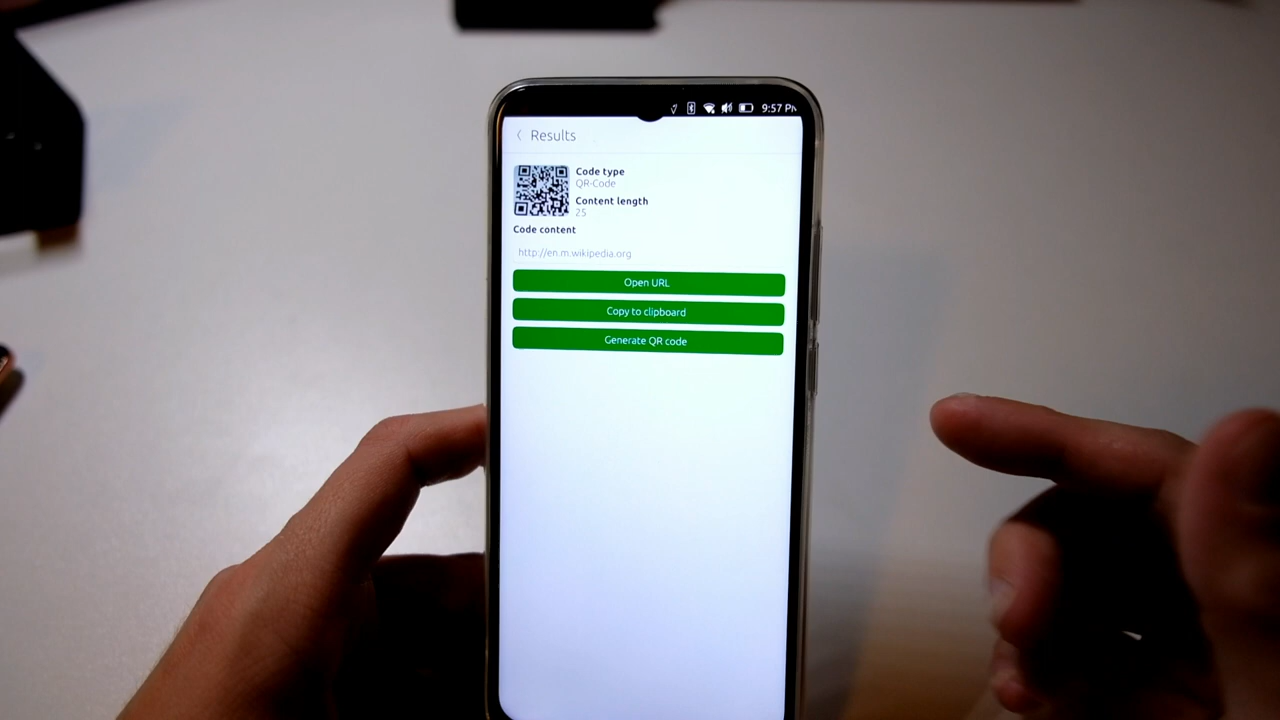 9:57 PM
Results
Code type
QR-Code
Content length
25
Code content
http://en.m.wikipedia.org
Open URL
Copy to clipboard
Generate QR code